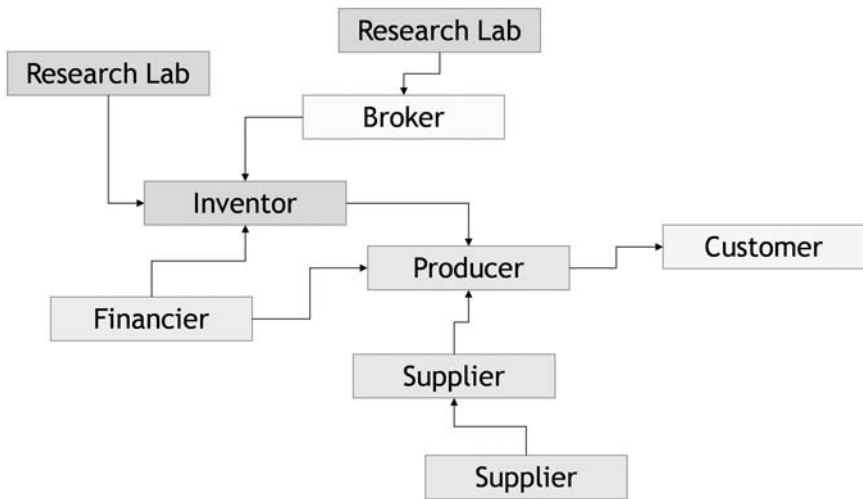 Research Lab
Research Lab
Broker
Inventor
Producer
Customer
Financier
Supplier
Supplier